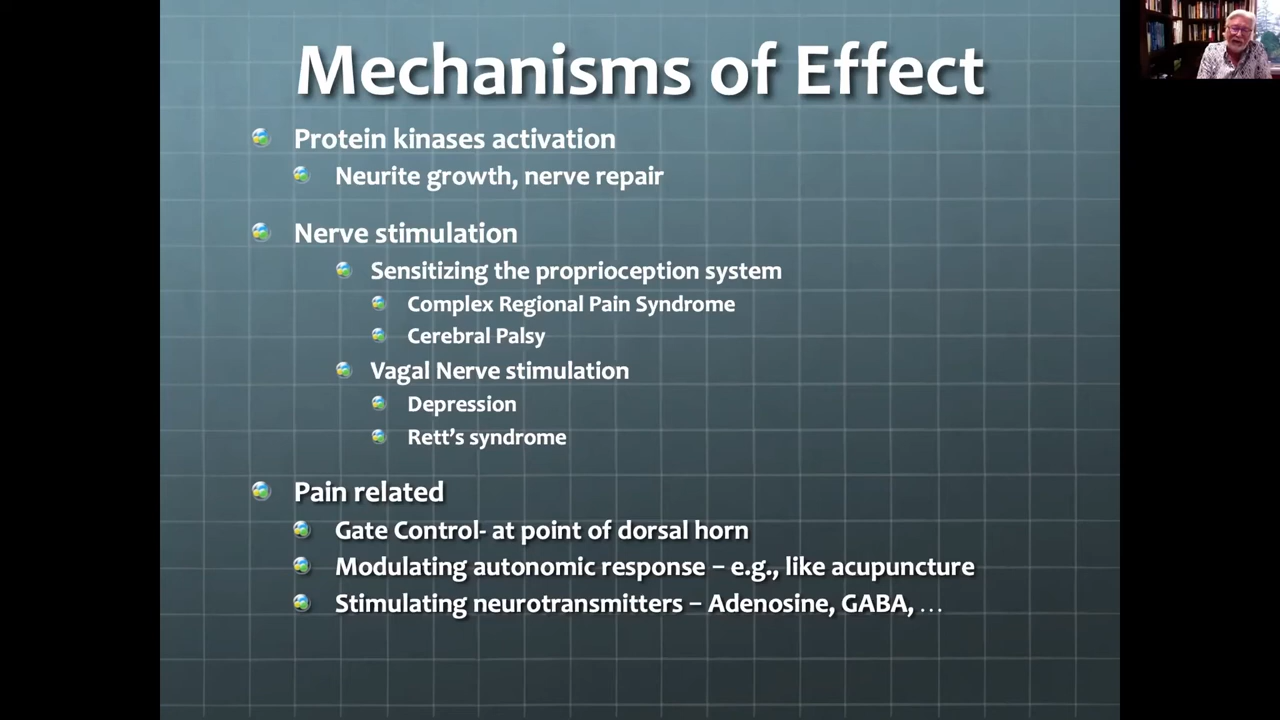 Mechanisms of Effect
Protein kinases activation
Neurite growth, nerve repair
Nerve stimulation
Sensitizing the proprioception system
Complex Regional Pain Syndrome
Cerebral Palsy
Vagal Nerve stimulation
Depression
Rett’s syndrome
Pain related
Gate Control- at point of dorsal horn
Modulating autonomic response – e.g., like acupuncture
Stimulating neurotransmitters – Adenosine, GABA, …